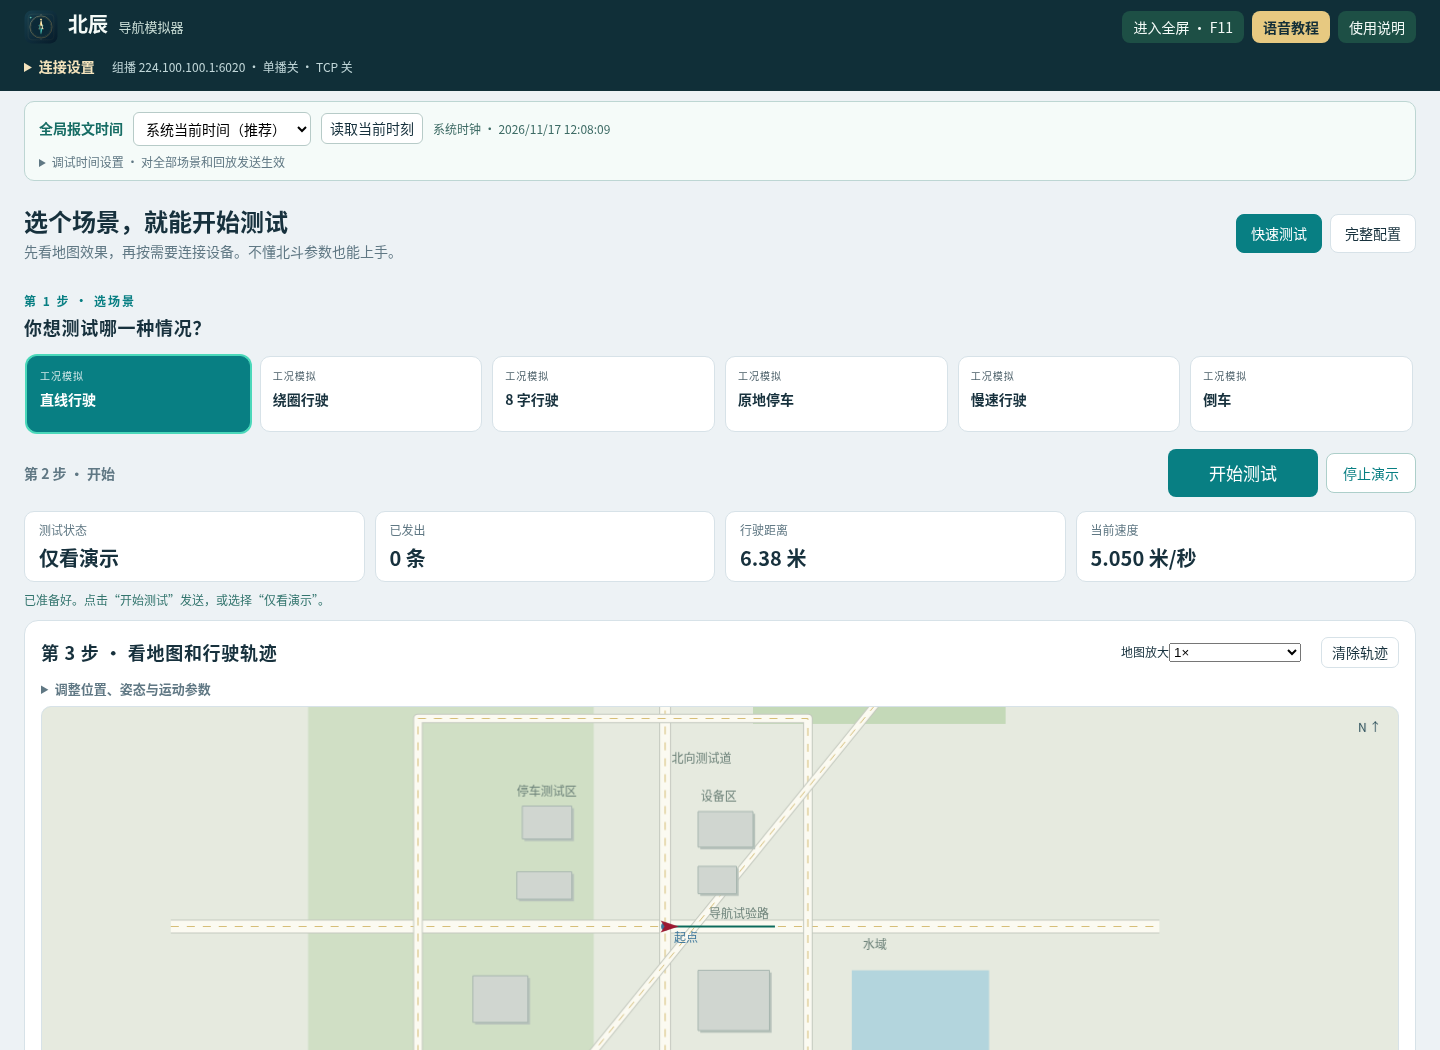 北辰 导航模拟器
进入全屏 · F11
语音教程
使用说明
▶ 连接设置 组播 224.100.100.1:6020 · 单播关 · TCP 关
全局报文时间
系统当前时间（推荐）
读取当前时刻
系统时钟 · 2026/11/17 12:08:09
▶ 调试时间设置 · 对全部场景和回放发送生效
选个场景，就能开始测试
先看地图效果，再按需要连接设备。不懂北斗参数也能上手。
快速测试
完整配置
第 1 步 · 选场景
你想测试哪一种情况？
工况模拟
直线行驶
工况模拟
绕圈行驶
工况模拟
8 字行驶
工况模拟
原地停车
工况模拟
慢速行驶
工况模拟
倒车
第 2 步 · 开始
开始测试
停止演示
测试状态
仅看演示
已发出
0 条
行驶距离
6.38 米
当前速度
5.050 米/秒
已准备好。点击“开始测试”发送，或选择“仅看演示”。
第 3 步 · 看地图和行驶轨迹
地图放大
1×
清除轨迹
▶ 调整位置、姿态与运动参数
N ↑
北向测试道
停车测试区
设备区
导航试验路
起点
水域